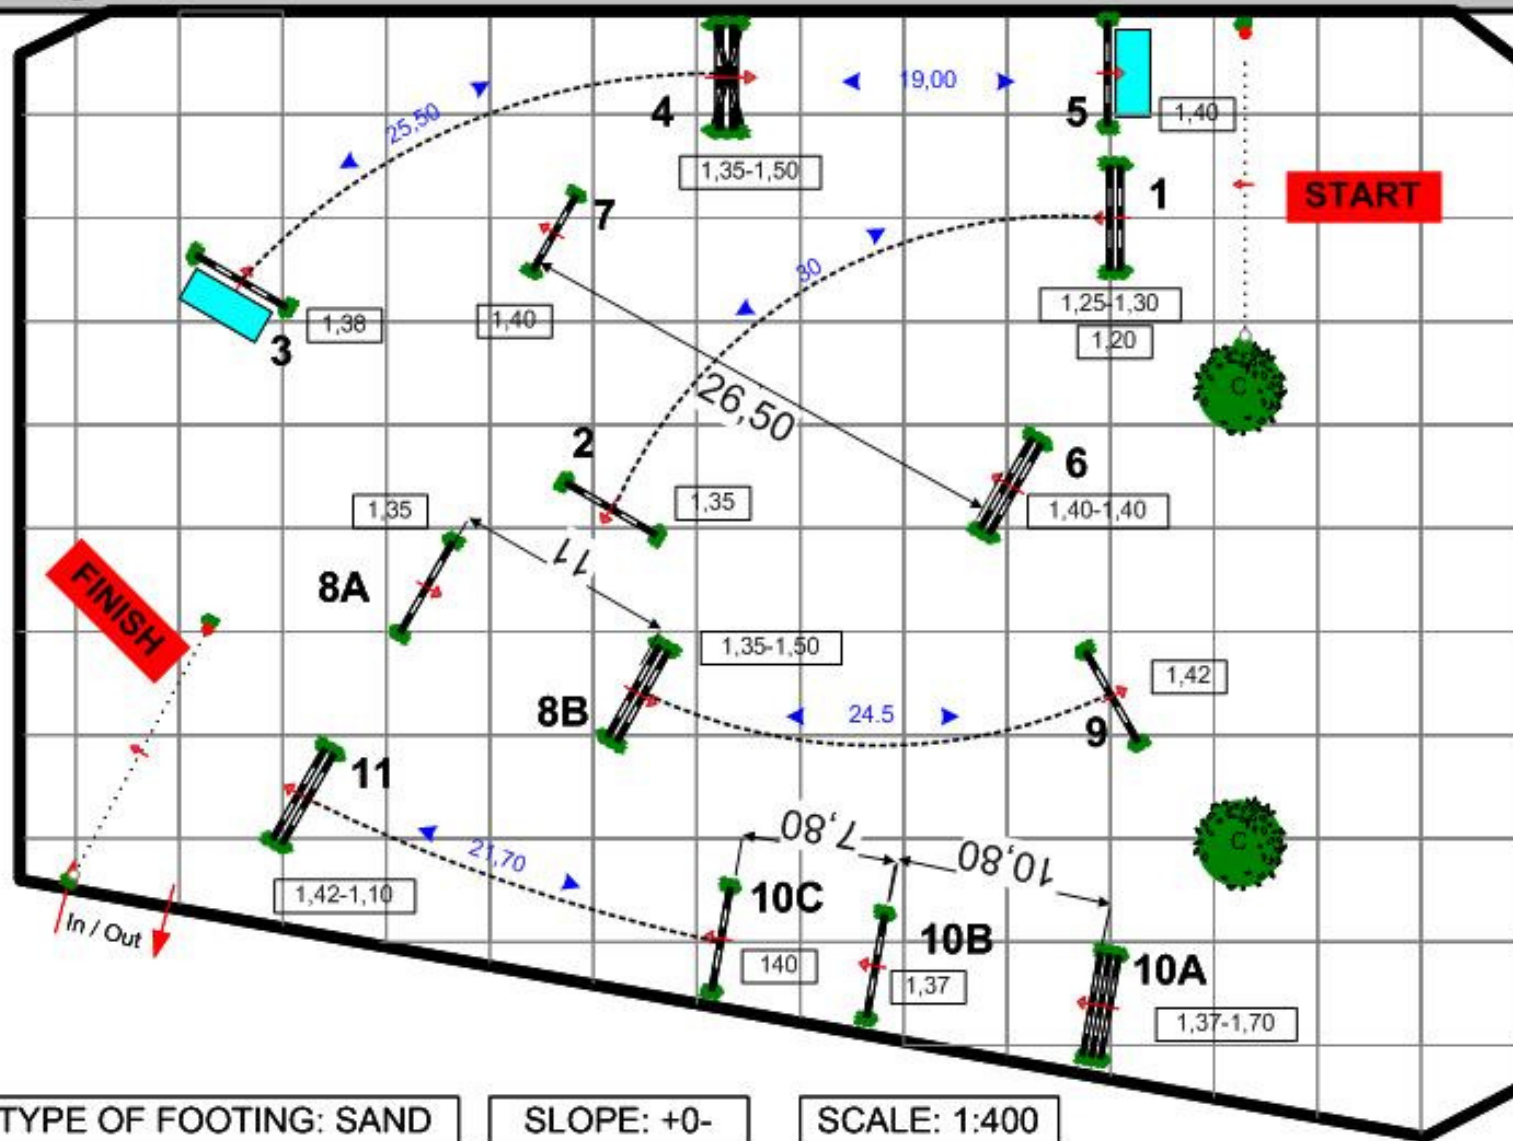 25,50
4
19,00
5
1,40
1,35-1,50
7
1
START
1,38
3
1,40
30
1,25-1,30
1,20
26,50
2
6
1,35
1,35
1,40-1,40
11
8A
FINISH
1,35-1,50
8B
24.5
1,42
9
11
7,80
10,80
21,70
C
C
1,42-1,10
10C
10B
10A
140
1,37
1,37-1,70
In / Out
TYPE OF FOOTING: SAND
SLOPE: +0-
SCALE: 1:400